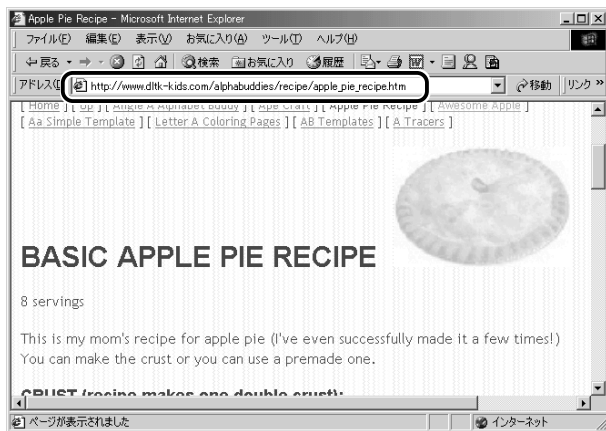 Apple Pie Recipe - Microsoft Internet Explorer
ファイル(F) 編集(E) 表示(V) お気に入り(A) ツール(T) ヘルプ(H)
戻る 検索 お気に入り 履歴
アドレス(D) http://www.dltk-kids.com/alphabuddies/recipe/apple_pie_recipe.htm 移動 リンク »
[ Home ] [ Up ] [ Angie A Alphabet Buddy ] [ Ape Craft ] [ Apple Pie Recipe ] [ Awesome Apple ]
[ Aa Simple Template ] [ Letter A Coloring Pages ] [ AB Templates ] [ A Tracers ]
BASIC APPLE PIE RECIPE
8 servings
This is my mom's recipe for apple pie (I've even successfully made it a few times!)
You can make the crust or you can use a premade one.
CRUST (recipe makes one double crust):
ページが表示されました インターネット